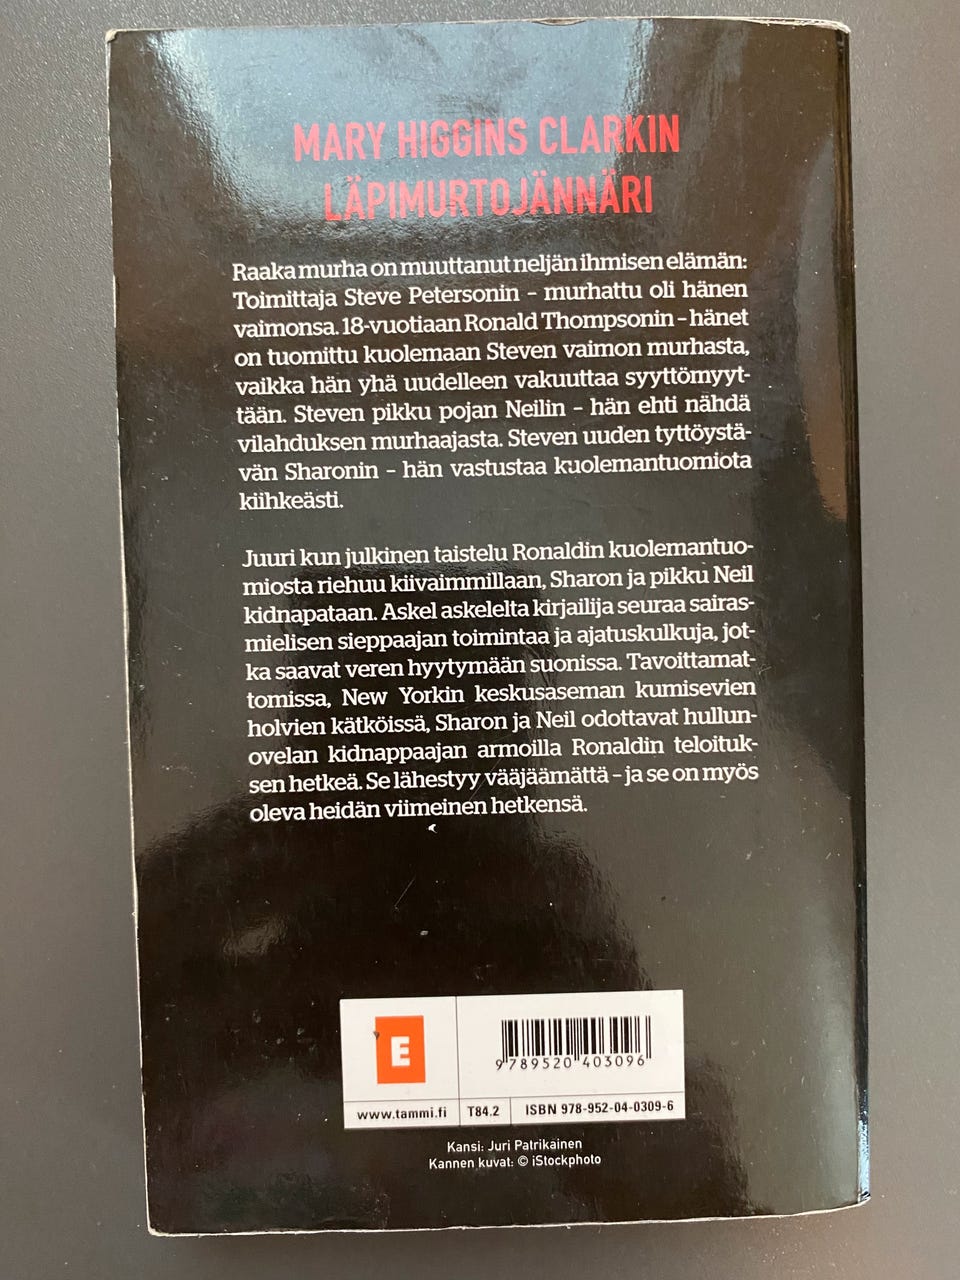 MARY HIGGINS CLARKIN
LÄPIMURTOJÄNNÄRI
Raaka murha on muuttanut neljän ihmisen elämän:
Toimittaja Steve Petersonin – murhattu oli hänen
vaimonsa. 18-vuotiaan Ronald Thompsonin – hänet
on tuomittu kuolemaan Steven vaimon murhasta,
vaikka hän yhä uudelleen vakuuttaa syyttömyyt-
tään. Steven pikku pojan Neilin – hän ehti nähdä
vilahduksen murhaajasta. Steven uuden tyttöystä-
vän Sharonin – hän vastustaa kuolemantuomiota
kiihkeästi.
Juuri kun julkinen taistelu Ronaldin kuolemantuo-
miosta riehuu kiivaimmillaan, Sharon ja pikku Neil
kidnapataan. Askel askelelta kirjailija seuraa sairas-
mielisen sieppaajan toimintaa ja ajatuskulkuja, jot-
ka saavat veren hyytymään suonissa. Tavoittamat-
tomissa, New Yorkin keskusaseman kumisevien
holvien kätköissä, Sharon ja Neil odottavat hullun-
ovelan kidnappaajan armoilla Ronaldin teloituk-
sen hetkeä. Se lähestyy vääjäämättä – ja se on myös
oleva heidän viimeinen hetkensä.
E
9 789520 403096
www.tammi.fi
T84.2
ISBN 978-952-04-0309-6
Kansi: Juri Patrikainen
Kannen kuvat: © iStockphoto